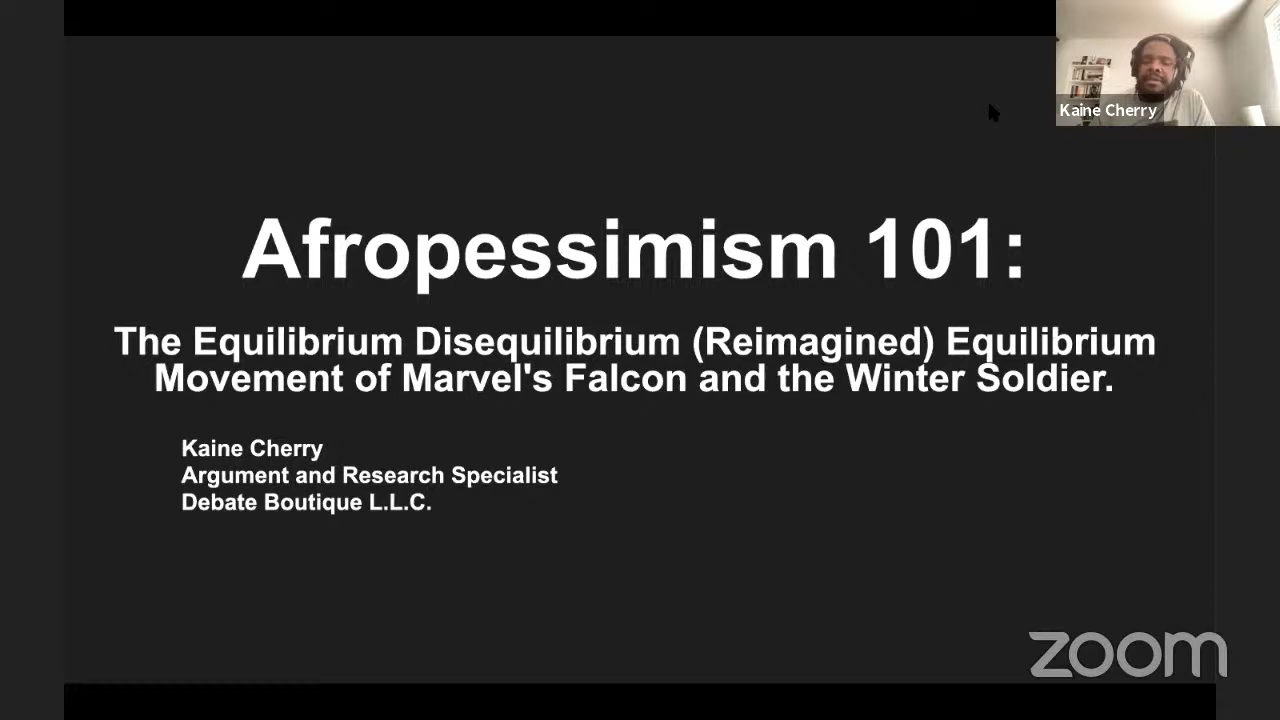 Kaine Cherry
Afropessimism 101:
The Equilibrium Disequilibrium (Reimagined) Equilibrium
Movement of Marvel's Falcon and the Winter Soldier.
Kaine Cherry
Argument and Research Specialist
Debate Boutique L.L.C.
zoom